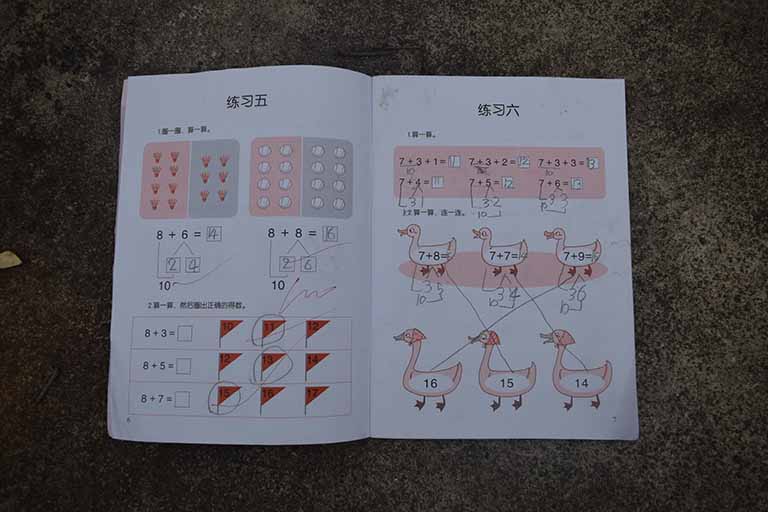 练习五
1.圈一圈，算一算。
8 + 6 = 14
2 4
10
8 + 8 = 16
2 6
10
2.算一算，然后圈出正确的得数。
8 + 3 =
10 11 12
8 + 5 =
12 13 14
8 + 7 =
15 16 17
6
练习六
1.算一算。
7 + 3 + 1 = 11 7 + 3 + 2 = 12 7 + 3 + 3 = 13
10 10
7 + 4 = 11 7 + 5 = 12 7 + 6 = 13
3 1 3 2 3 3
10 10
2.算一算，连一连。
7+8= 7+7= 7+9=
3 5 3 4 3 6
10 10 10
16 15 14
7